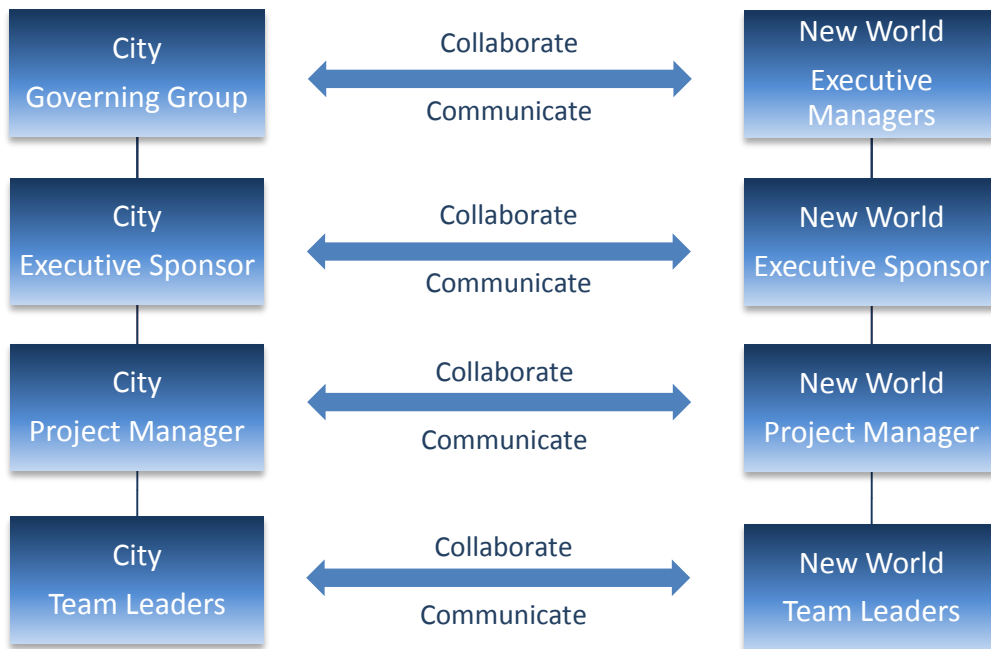 City
Governing Group
Collaborate
Communicate
New World
Executive
Managers
City
Executive Sponsor
Collaborate
Communicate
New World
Executive Sponsor
City
Project Manager
Collaborate
Communicate
New World
Project Manager
City
Team Leaders
Collaborate
Communicate
New World
Team Leaders